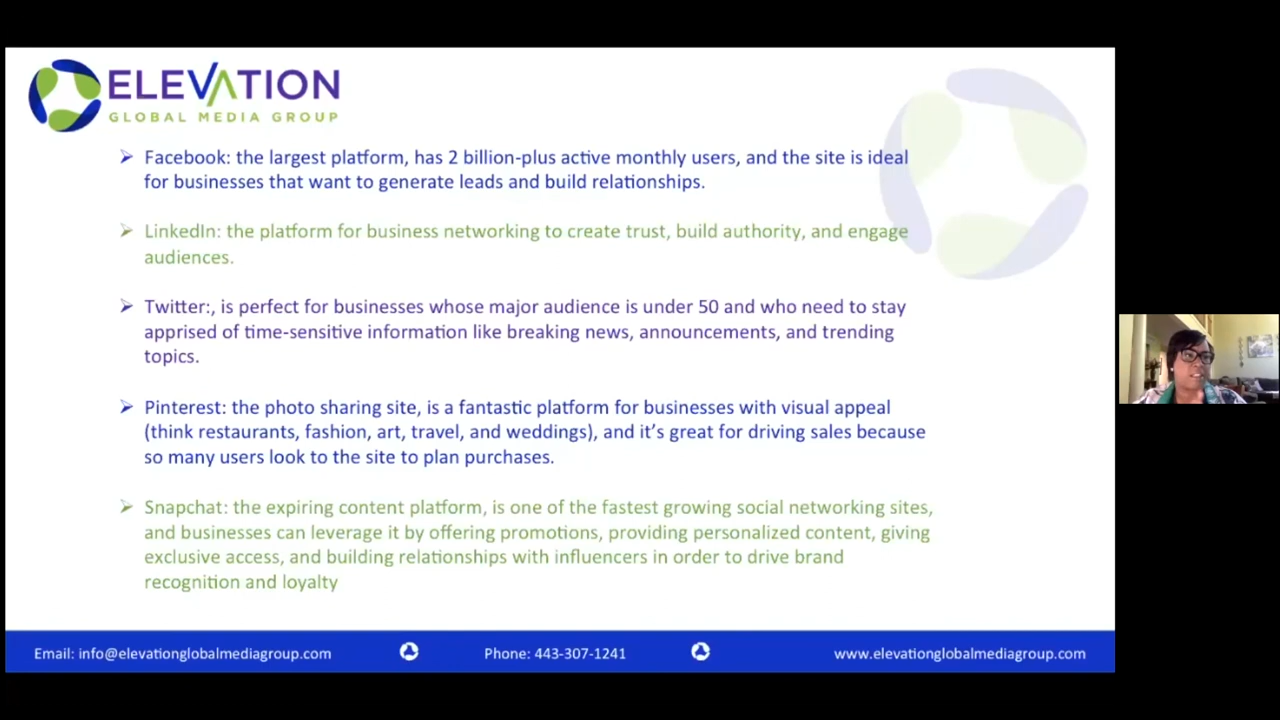 ELEVATION
GLOBAL MEDIA GROUP
➢ Facebook: the largest platform, has 2 billion-plus active monthly users, and the site is ideal
for businesses that want to generate leads and build relationships.
➢ LinkedIn: the platform for business networking to create trust, build authority, and engage
audiences.
➢ Twitter:, is perfect for businesses whose major audience is under 50 and who need to stay
apprised of time-sensitive information like breaking news, announcements, and trending
topics.
➢ Pinterest: the photo sharing site, is a fantastic platform for businesses with visual appeal
(think restaurants, fashion, art, travel, and weddings), and it’s great for driving sales because
so many users look to the site to plan purchases.
➢ Snapchat: the expiring content platform, is one of the fastest growing social networking sites,
and businesses can leverage it by offering promotions, providing personalized content, giving
exclusive access, and building relationships with influencers in order to drive brand
recognition and loyalty
Email: info@elevationglobalmediagroup.com Phone: 443-307-1241 www.elevationglobalmediagroup.com